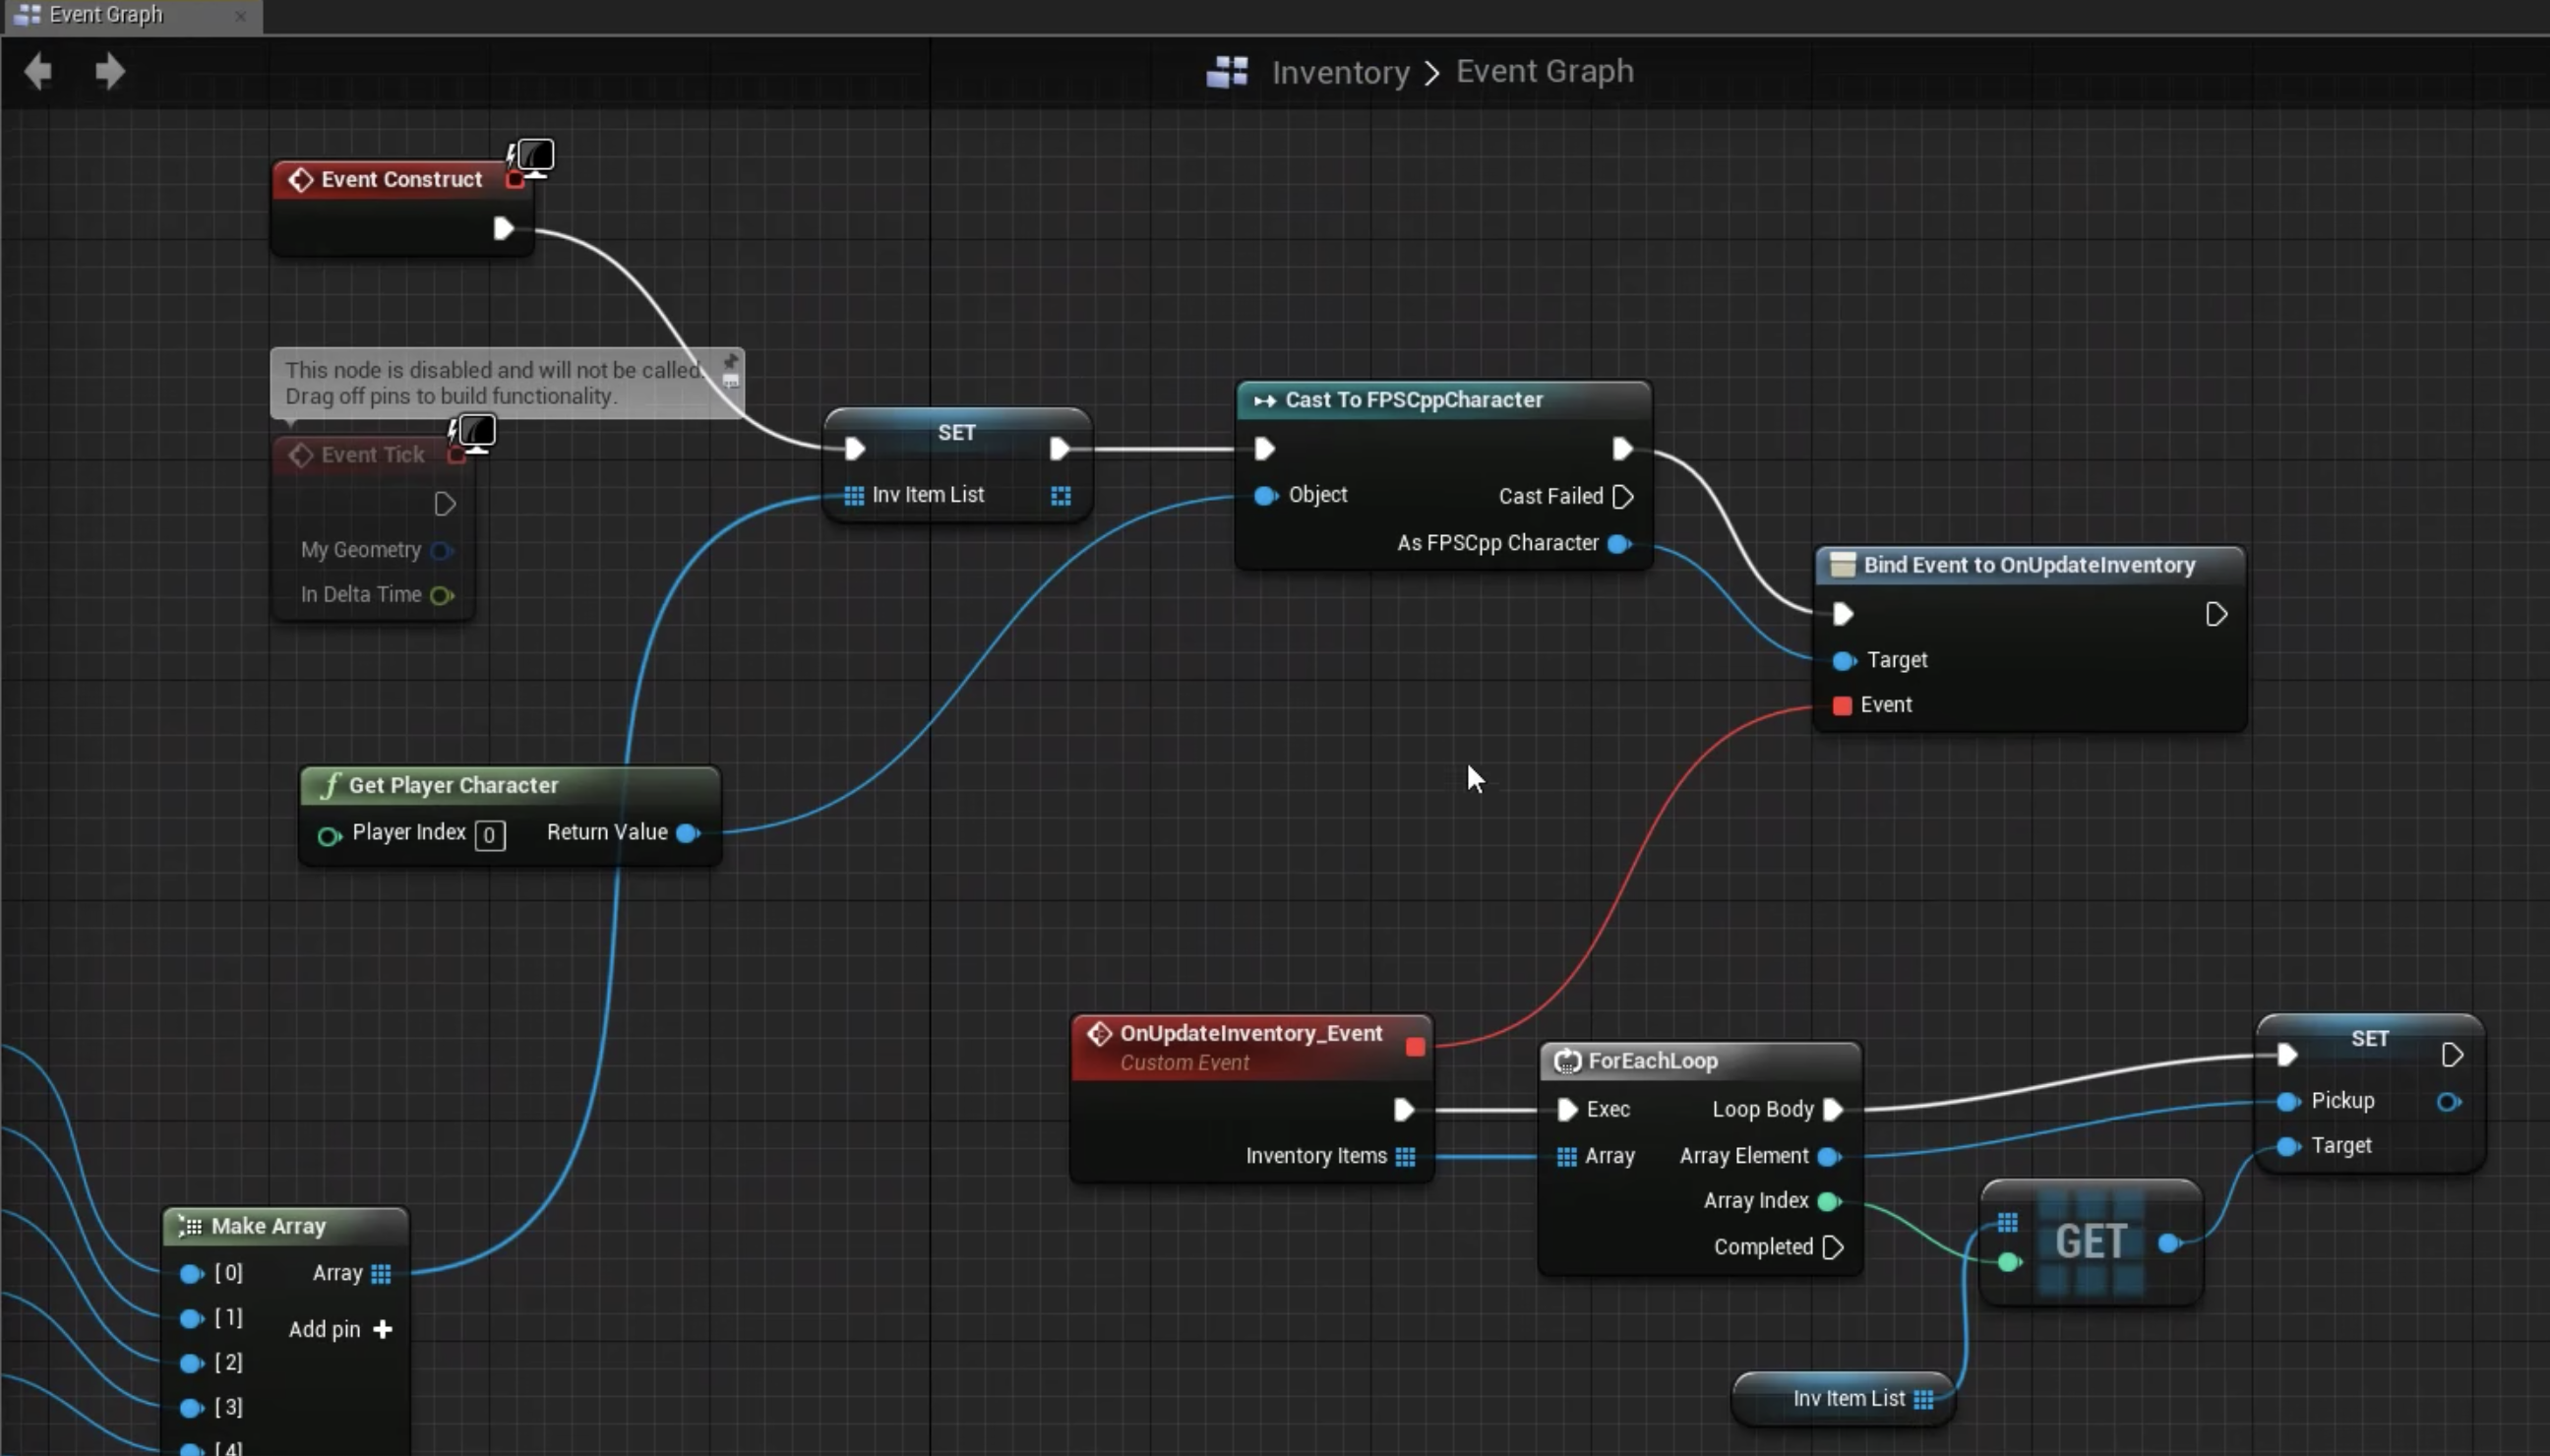 Event Graph
Inventory > Event Graph
Event Construct
This node is disabled and will not be called.
Drag off pins to build functionality.
Event Tick
My Geometry
In Delta Time
SET
Inv Item List
Cast To FPSCppCharacter
Object
Cast Failed
As FPSCpp Character
Bind Event to OnUpdateInventory
Target
Event
Get Player Character
Player Index 0 Return Value
OnUpdateInventory_Event
Custom Event
Inventory Items
ForEachLoop
Exec Loop Body
Array Array Element
Array Index
Completed
SET
Pickup
Target
GET
Inv Item List
Make Array
[0] Array
[1]
Add pin
[2]
[3]
[4]